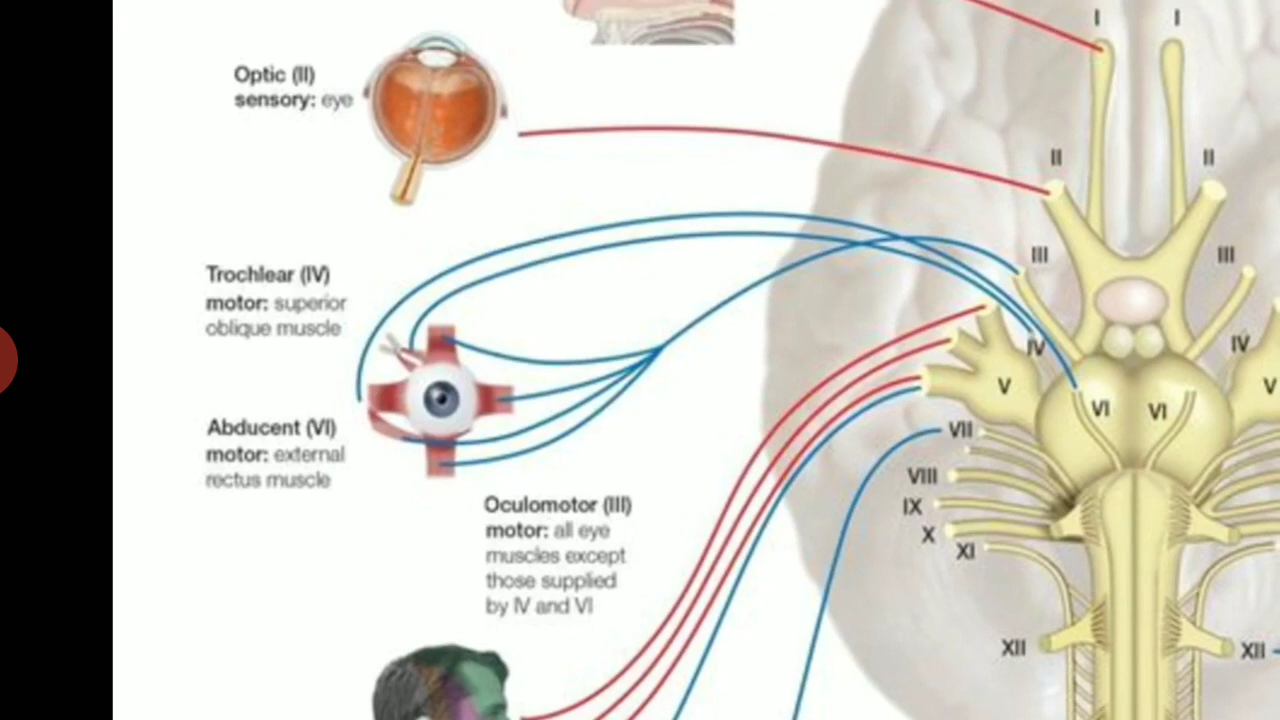 I I
Optic (II)
sensory: eye
II II
III III
Trochlear (IV)
motor: superior
oblique muscle
IV IV
V V
VI VI
Abducent (VI)
motor: external
rectus muscle
VII
VIII
IX
X
XI
Oculomotor (III)
motor: all eye
muscles except
those supplied
by IV and VI
XII XII